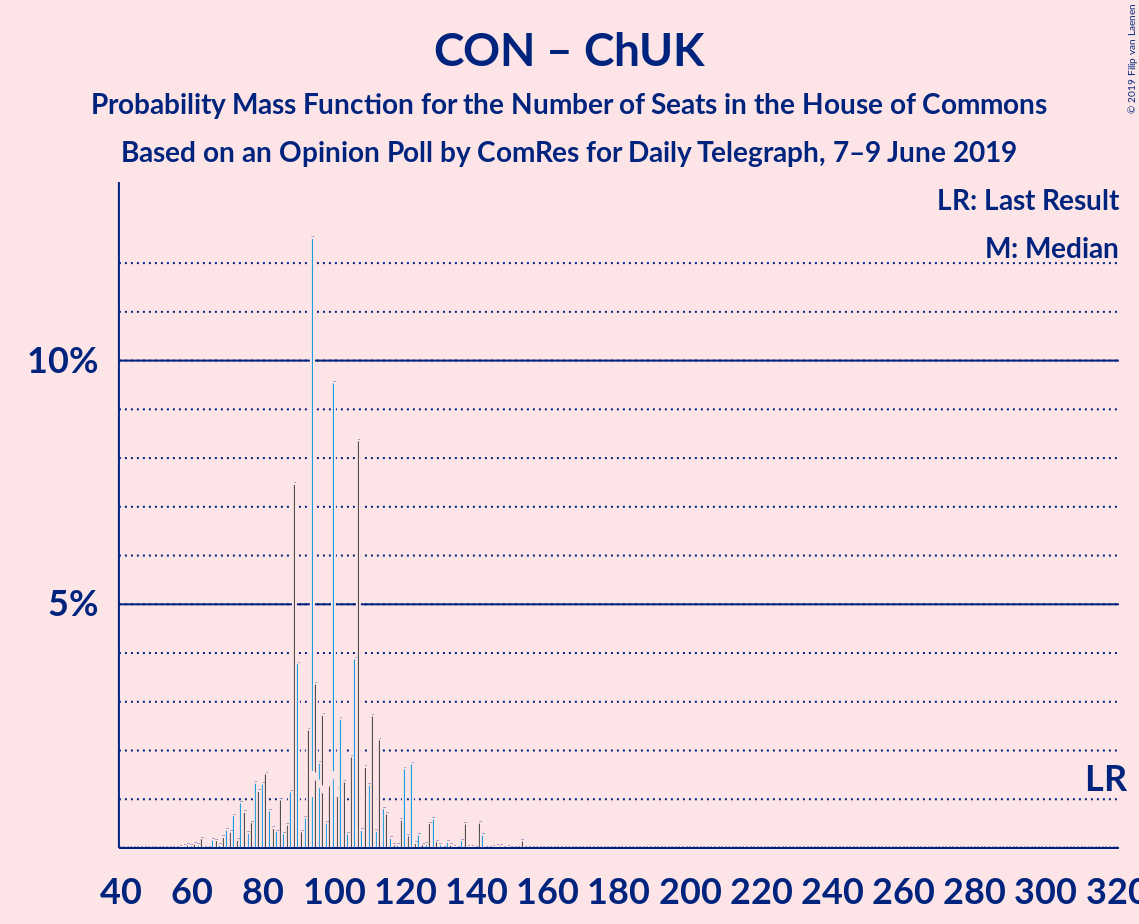 CON – ChUK
Probability Mass Function for the Number of Seats in the House of Commons
Based on an Opinion Poll by ComRes for Daily Telegraph, 7–9 June 2019
© 2019 Filip van Laenen
LR: Last Result
M: Median
10%
5%
LR
40 60 80 100 120 140 160 180 200 220 240 260 280 300 320